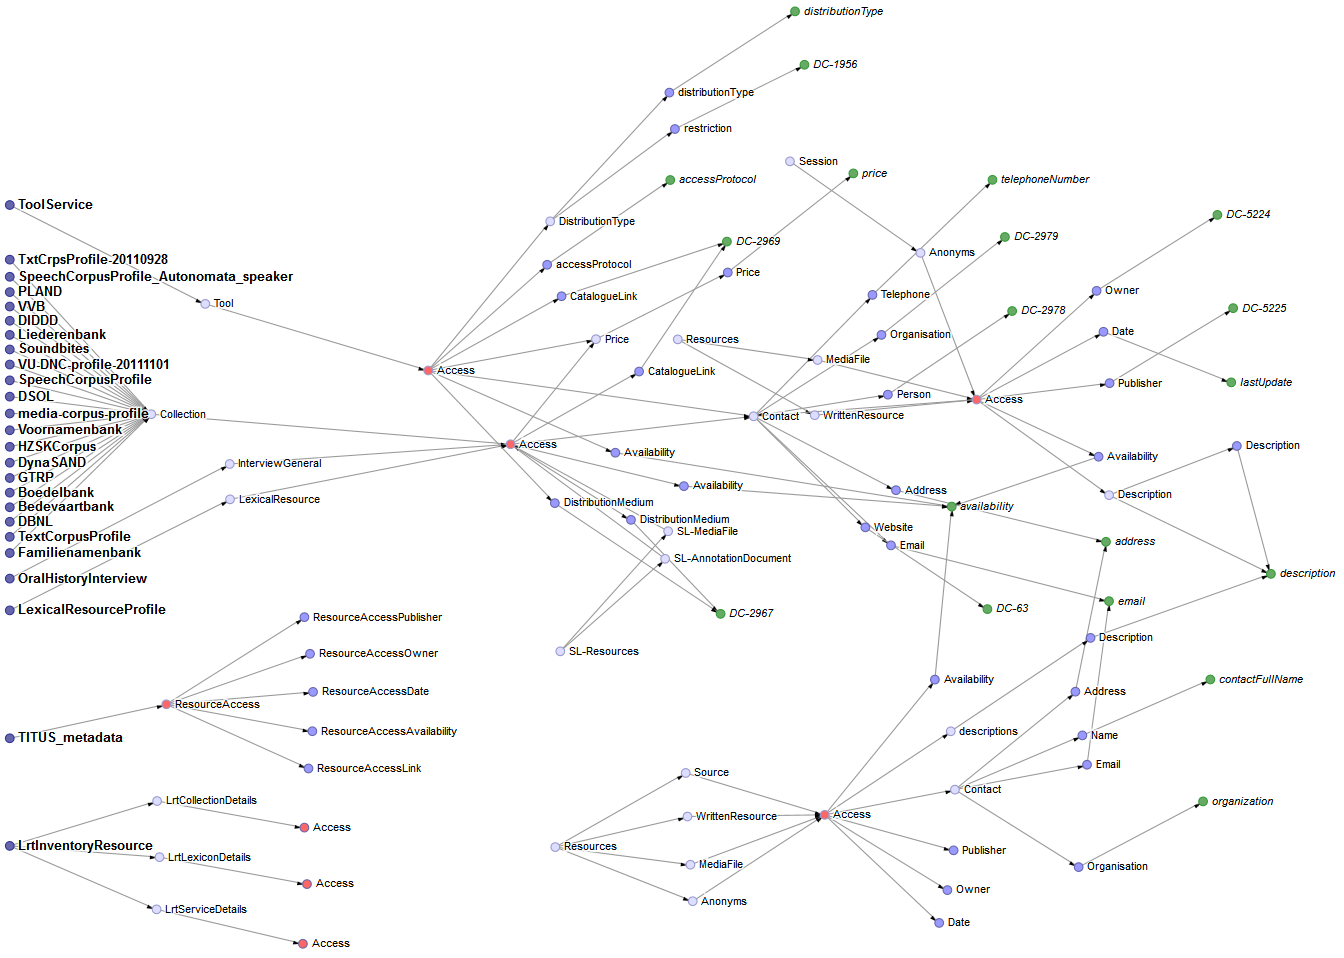 distributionType
DC-1956
distributionType
restriction
Session
price
accessProtocol
telephoneNumber
ToolService
DC-5224
DistributionType
DC-2979
DC-2969
Anonyms
TxtCrpsProfile-20110928
accessProtocol
SpeechCorpusProfile_Autonomata_speaker
Price
PLAND
Owner
CatalogueLink
Telephone
Tool
VVB
DC-5225
DC-2978
DIDDD
Date
Liederenbank
Organisation
Price
Resources
Soundbites
MediaFile
VU-DNC-profile-20111101
Access
CatalogueLink
SpeechCorpusProfile
lastUpdate
Publisher
Person
DSOL
Access
media-corpus-profile
Collection
WrittenResource
Contact
Voornamenbank
Access
HZSKCorpus
Description
Availability
Availability
DynaSAND
InterviewGeneral
GTRP
Availability
Address
Boedelbank
Description
LexicalResource
DistributionMedium
Bedevaartbank
availability
DBNL
DistributionMedium
Website
SL-MediaFile
TextCorpusProfile
address
Email
Familienamenbank
SL-AnnotationDocument
description
OralHistoryInterview
email
LexicalResourceProfile
DC-63
DC-2967
ResourceAccessPublisher
Description
SL-Resources
ResourceAccessOwner
Availability
contactFullName
ResourceAccessDate
Address
ResourceAccess
ResourceAccessAvailability
descriptions
Name
TITUS_metadata
Email
ResourceAccessLink
Source
Contact
LrtCollectionDetails
organization
Access
WrittenResource
Access
LrtInventoryResource
Resources
Publisher
LrtLexiconDetails
MediaFile
Organisation
Access
Owner
Anonyms
LrtServiceDetails
Date
Access